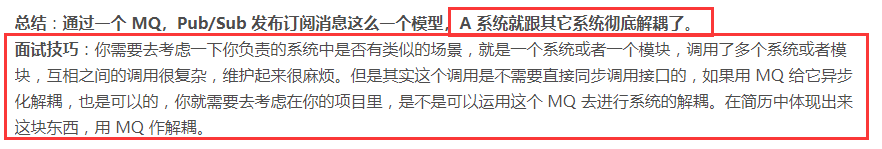 总结：通过一个 MQ，Pub/Sub 发布订阅消息这么一个模型，A 系统就跟其它系统彻底解耦了。
面试技巧：你需要去考虑一下你负责的系统中是否有类似的场景，就是一个系统或者一个模块，调用了多个系统或者模
块，互相之间的调用很复杂，维护起来很麻烦。但是其实这个调用是不需要直接同步调用接口的，如果用 MQ 给它异步
化解耦，也是可以的，你就需要去考虑在你的项目里，是不是可以运用这个 MQ 去进行系统的解耦。在简历中体现出来
这块东西，用 MQ 作解耦。